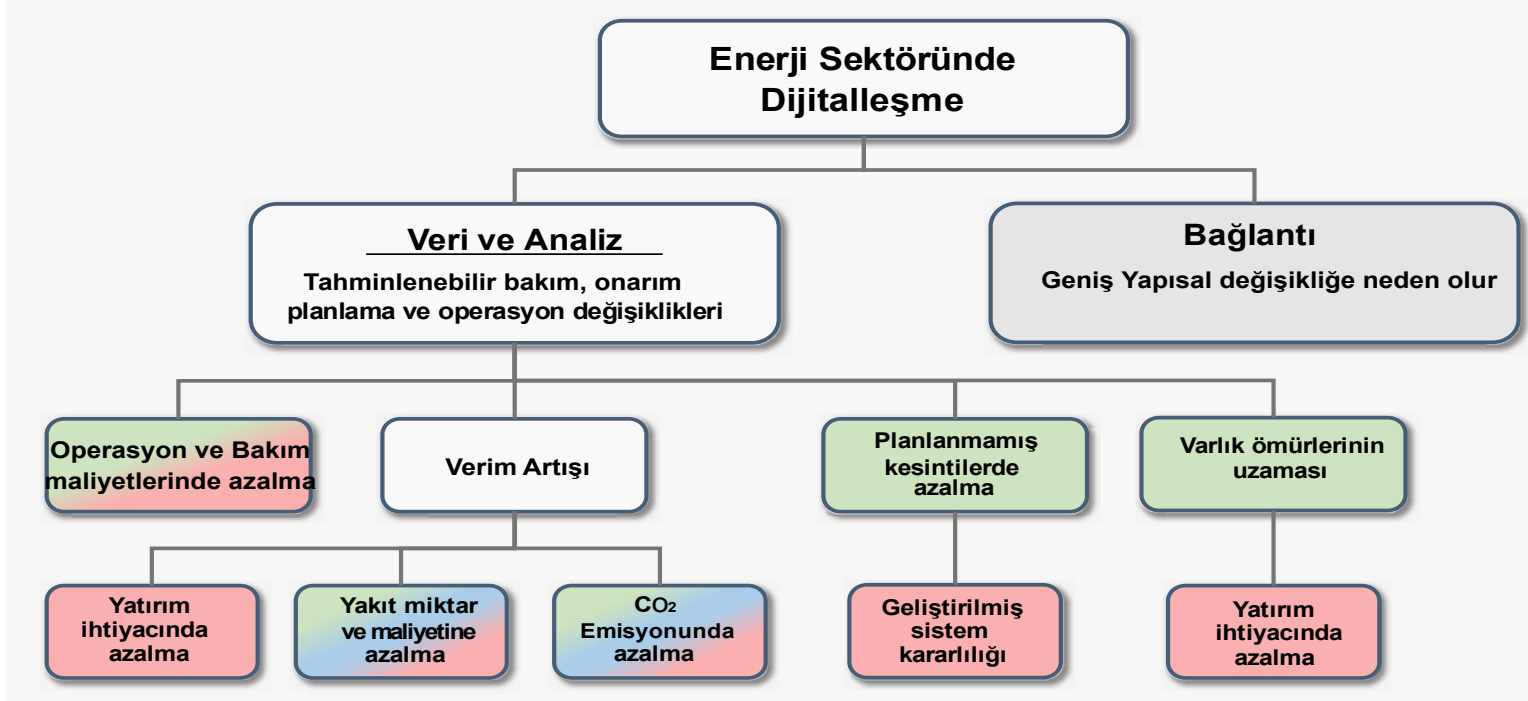 Enerji Sektöründe
Dijitalleşme
Veri ve Analiz
Tahminlenebilir bakım, onarım
planlama ve operasyon değişiklikleri
Bağlantı
Geniş Yapısal değişikliğe neden olur
Operasyon ve Bakım
maliyetlerinde azalma
Verim Artışı
Planlanmamış
kesintilerde
azalma
Varlık ömürlerinin
uzaması
Yatırım
ihtiyacında
azalma
Yakıt miktar
ve maliyetine
azalma
CO₂
Emisyonunda
azalma
Geliştirilmiş
sistem
kararlılığı
Yatırım
ihtiyacında
azalma